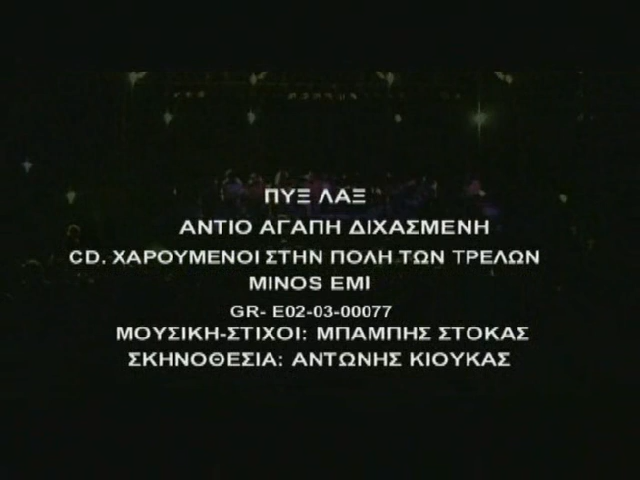 ΠΥΞ ΛΑΞ
ΑΝΤΙΟ ΑΓΑΠΗ ΔΙΧΑΣΜΕΝΗ
CD. ΧΑΡΟΥΜΕΝΟΙ ΣΤΗΝ ΠΟΛΗ ΤΩΝ ΤΡΕΛΩΝ
MINOS EMI
GR- E02-03-00077
ΜΟΥΣΙΚΗ-ΣΤΙΧΟΙ: ΜΠΑΜΠΗΣ ΣΤΟΚΑΣ
ΣΚΗΝΟΘΕΣΙΑ: ΑΝΤΩΝΗΣ ΚΙΟΥΚΑΣ